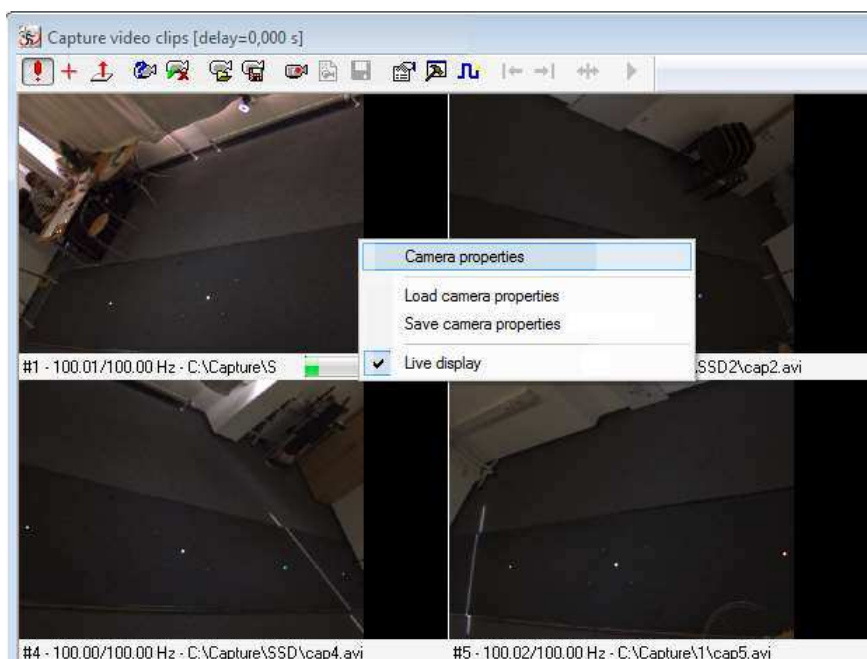 Capture video clips [delay=0,000 s]
Camera properties
Load camera properties
Save camera properties
Live display
#1 - 100.01/100.00 Hz - C:\Capture\S
.SSD2\cap2.avi
#4 - 100.00/100.00 Hz - C:\Capture\SSD\cap4.avi
#5 - 100.02/100.00 Hz - C:\Capture\1\cap5.avi